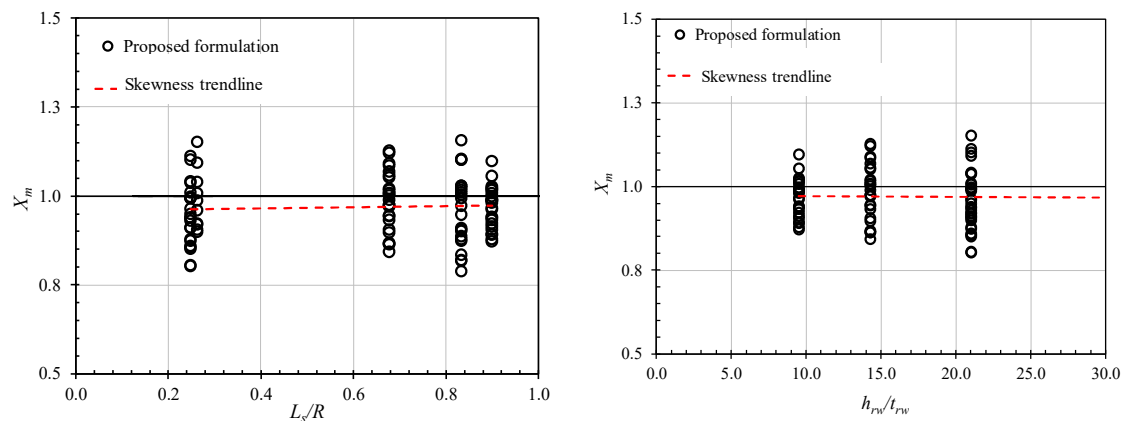 1.5
Proposed formulation
Skewness trendline
1.3
1.0
0.8
0.5
X_m
0.0 0.2 0.4 0.6 0.8 1.0
L_s/R
1.5
Proposed formulation
Skewness trendline
1.3
1.0
0.8
0.5
X_m
0.0 5.0 10.0 15.0 20.0 25.0 30.0
h_rw/t_rw